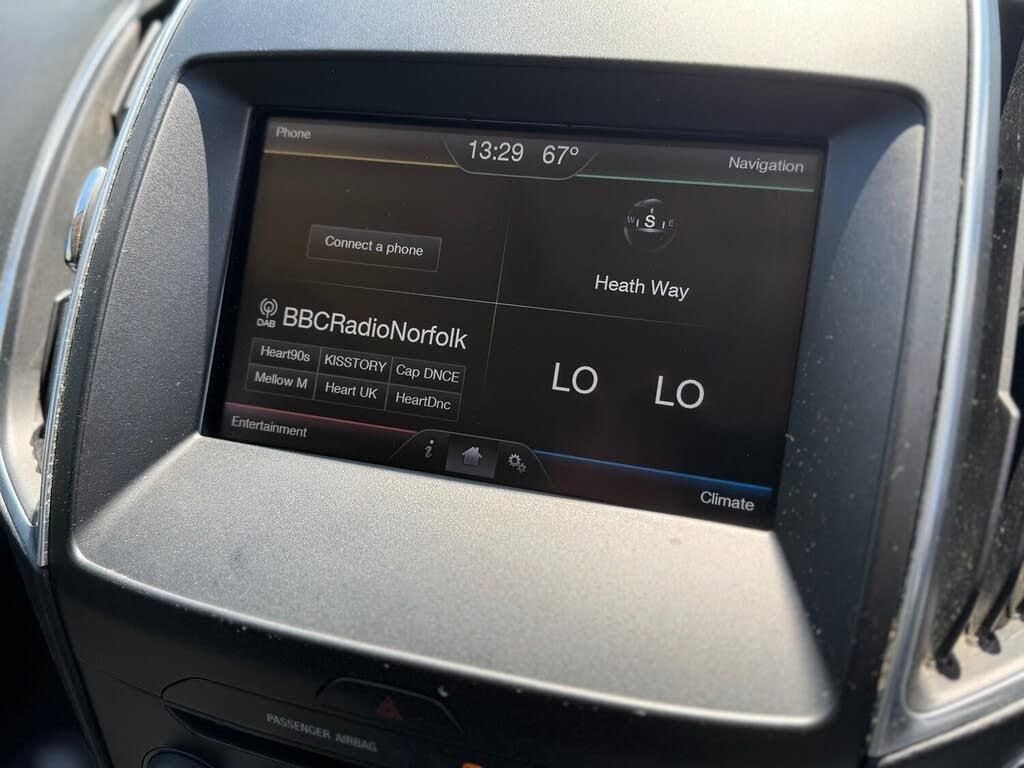 Phone
13:29 67°
Navigation
Connect a phone
W S E
Heath Way
DAB
BBCRadioNorfolk
Heart90s KISSTORY Cap DNCE
Mellow M Heart UK HeartDnc
LO LO
Entertainment
i
Climate
PASSENGER AIRBAG